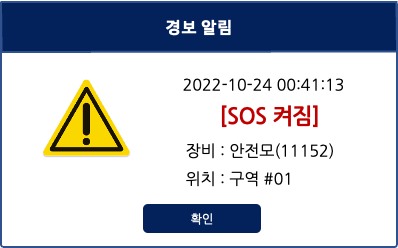 경보 알림
2022-10-24 00:41:13
[SOS 켜짐]
장비 : 안전모(11152)
위치 : 구역 #01
확인